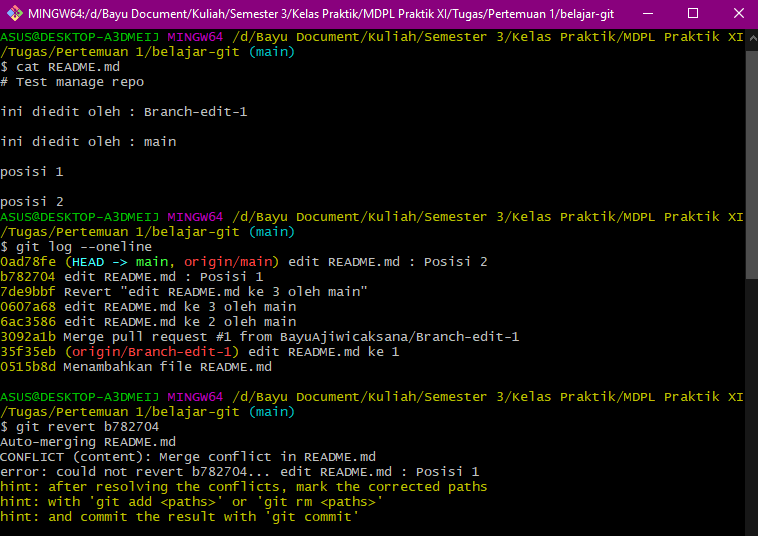 MINGW64:/d/Bayu Document/Kuliah/Semester 3/Kelas Praktik/MDPL Praktik XI/Tugas/Pertemuan 1/belajar-git
ASUS@DESKTOP-A3DMEIJ MINGW64 /d/Bayu Document/Kuliah/Semester 3/Kelas Praktik/MDPL Praktik XI
/Tugas/Pertemuan 1/belajar-git (main)
$ cat README.md
# Test manage repo
ini diedit oleh : Branch-edit-1
ini diedit oleh : main
posisi 1
posisi 2
ASUS@DESKTOP-A3DMEIJ MINGW64 /d/Bayu Document/Kuliah/Semester 3/Kelas Praktik/MDPL Praktik XI
/Tugas/Pertemuan 1/belajar-git (main)
$ git log --oneline
0ad78fe (HEAD -> main, origin/main) edit README.md : Posisi 2
b782704 edit README.md : Posisi 1
7de9bbf Revert "edit README.md ke 3 oleh main"
0607a68 edit README.md ke 3 oleh main
6ac3586 edit README.md ke 2 oleh main
3092a1b Merge pull request #1 from BayuAjiwicaksana/Branch-edit-1
35f35eb (origin/Branch-edit-1) edit README.md ke 1
0515b8d Menambahkan file README.md
ASUS@DESKTOP-A3DMEIJ MINGW64 /d/Bayu Document/Kuliah/Semester 3/Kelas Praktik/MDPL Praktik XI
/Tugas/Pertemuan 1/belajar-git (main)
$ git revert b782704
Auto-merging README.md
CONFLICT (content): Merge conflict in README.md
error: could not revert b782704... edit README.md : Posisi 1
hint: after resolving the conflicts, mark the corrected paths
hint: with 'git add <paths>' or 'git rm <paths>'
hint: and commit the result with 'git commit'